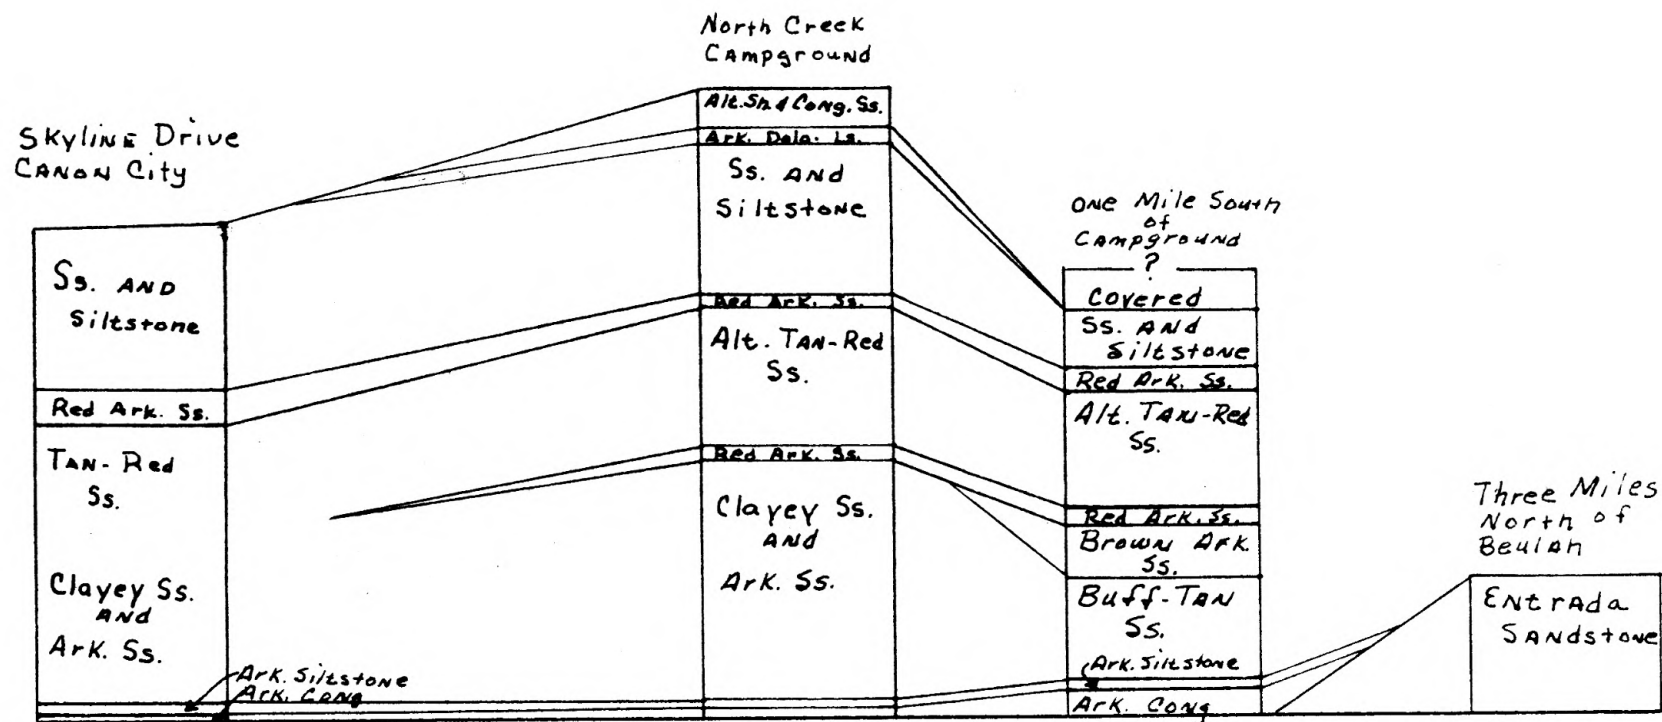 Skyline Drive
Canon City
Ss. and
Siltstone
Red Ark. Ss.
Tan-Red
Ss.
Clayey Ss.
and
Ark. Ss.
Ark. Siltstone
Ark. Cong
North Creek
Campground
Alt. Sh & Cong. Ss.
Ark. Dolo. Ls.
Ss. and
Siltstone
Red Ark. Ss.
Alt. Tan-Red
Ss.
Red Ark. Ss.
Clayey Ss.
and
Ark. Ss.
One Mile South
of
Campground
?
Covered
Ss. and
Siltstone
Red Ark. Ss.
Alt. Tan-Red
Ss.
Red Ark. Ss.
Brown Ark.
Ss.
Buff-Tan
Ss.
Ark. Siltstone
Ark. Cong
Three Miles
North of
Beulah
Entrada
Sandstone